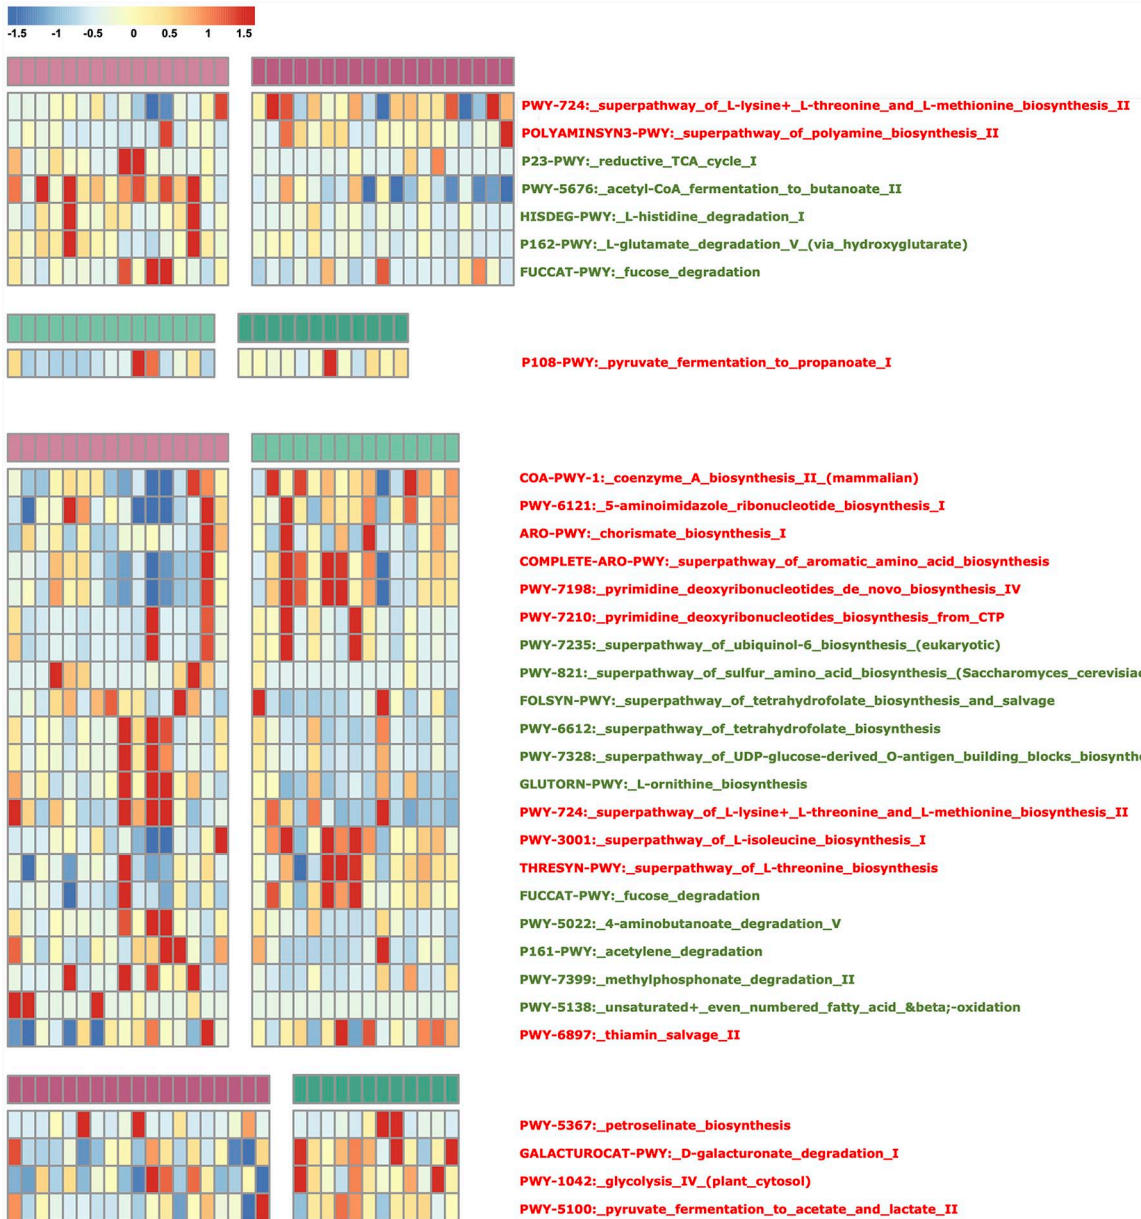 -1.5 -1 -0.5 0 0.5 1 1.5
PWY-724:_superpathway_of_L-lysine+_L-threonine_and_L-methionine_biosynthesis_II
POLYAMINSYN3-PWY:_superpathway_of_polyamine_biosynthesis_II
P23-PWY:_reductive_TCA_cycle_I
PWY-5676:_acetyl-CoA_fermentation_to_butanoate_II
HISDEG-PWY:_L-histidine_degradation_I
P162-PWY:_L-glutamate_degradation_V_(via_hydroxyglutarate)
FUCCAT-PWY:_fucose_degradation
P108-PWY:_pyruvate_fermentation_to_propanoate_I
COA-PWY-1:_coenzyme_A_biosynthesis_II_(mammalian)
PWY-6121:_5-aminoimidazole_ribonucleotide_biosynthesis_I
ARO-PWY:_chorismate_biosynthesis_I
COMPLETE-ARO-PWY:_superpathway_of_aromatic_amino_acid_biosynthesis
PWY-7198:_pyrimidine_deoxyribonucleotides_de_novo_biosynthesis_IV
PWY-7210:_pyrimidine_deoxyribonucleotides_biosynthesis_from_CTP
PWY-7235:_superpathway_of_ubiquinol-6_biosynthesis_(eukaryotic)
PWY-821:_superpathway_of_sulfur_amino_acid_biosynthesis_(Saccharomyces_cerevisiae
FOLSYN-PWY:_superpathway_of_tetrahydrofolate_biosynthesis_and_salvage
PWY-6612:_superpathway_of_tetrahydrofolate_biosynthesis
PWY-7328:_superpathway_of_UDP-glucose-derived_O-antigen_building_blocks_biosynthe
GLUTORN-PWY:_L-ornithine_biosynthesis
PWY-724:_superpathway_of_L-lysine+_L-threonine_and_L-methionine_biosynthesis_II
PWY-3001:_superpathway_of_L-isoleucine_biosynthesis_I
THRESYN-PWY:_superpathway_of_L-threonine_biosynthesis
FUCCAT-PWY:_fucose_degradation
PWY-5022:_4-aminobutanoate_degradation_V
P161-PWY:_acetylene_degradation
PWY-7399:_methylphosphonate_degradation_II
PWY-5138:_unsaturated+_even_numbered_fatty_acid_&beta;-oxidation
PWY-6897:_thiamin_salvage_II
PWY-5367:_petroselinate_biosynthesis
GALACTUROCAT-PWY:_D-galacturonate_degradation_I
PWY-1042:_glycolysis_IV_(plant_cytosol)
PWY-5100:_pyruvate_fermentation_to_acetate_and_lactate_II